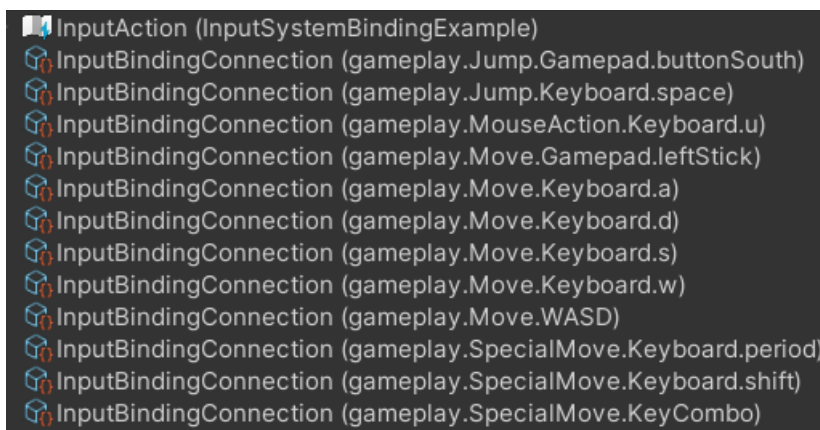 InputAction (InputSystemBindingExample)
InputBindingConnection (gameplay.Jump.Gamepad.buttonSouth)
InputBindingConnection (gameplay.Jump.Keyboard.space)
InputBindingConnection (gameplay.MouseAction.Keyboard.u)
InputBindingConnection (gameplay.Move.Gamepad.leftStick)
InputBindingConnection (gameplay.Move.Keyboard.a)
InputBindingConnection (gameplay.Move.Keyboard.d)
InputBindingConnection (gameplay.Move.Keyboard.s)
InputBindingConnection (gameplay.Move.Keyboard.w)
InputBindingConnection (gameplay.Move.WASD)
InputBindingConnection (gameplay.SpecialMove.Keyboard.period)
InputBindingConnection (gameplay.SpecialMove.Keyboard.shift)
InputBindingConnection (gameplay.SpecialMove.KeyCombo)